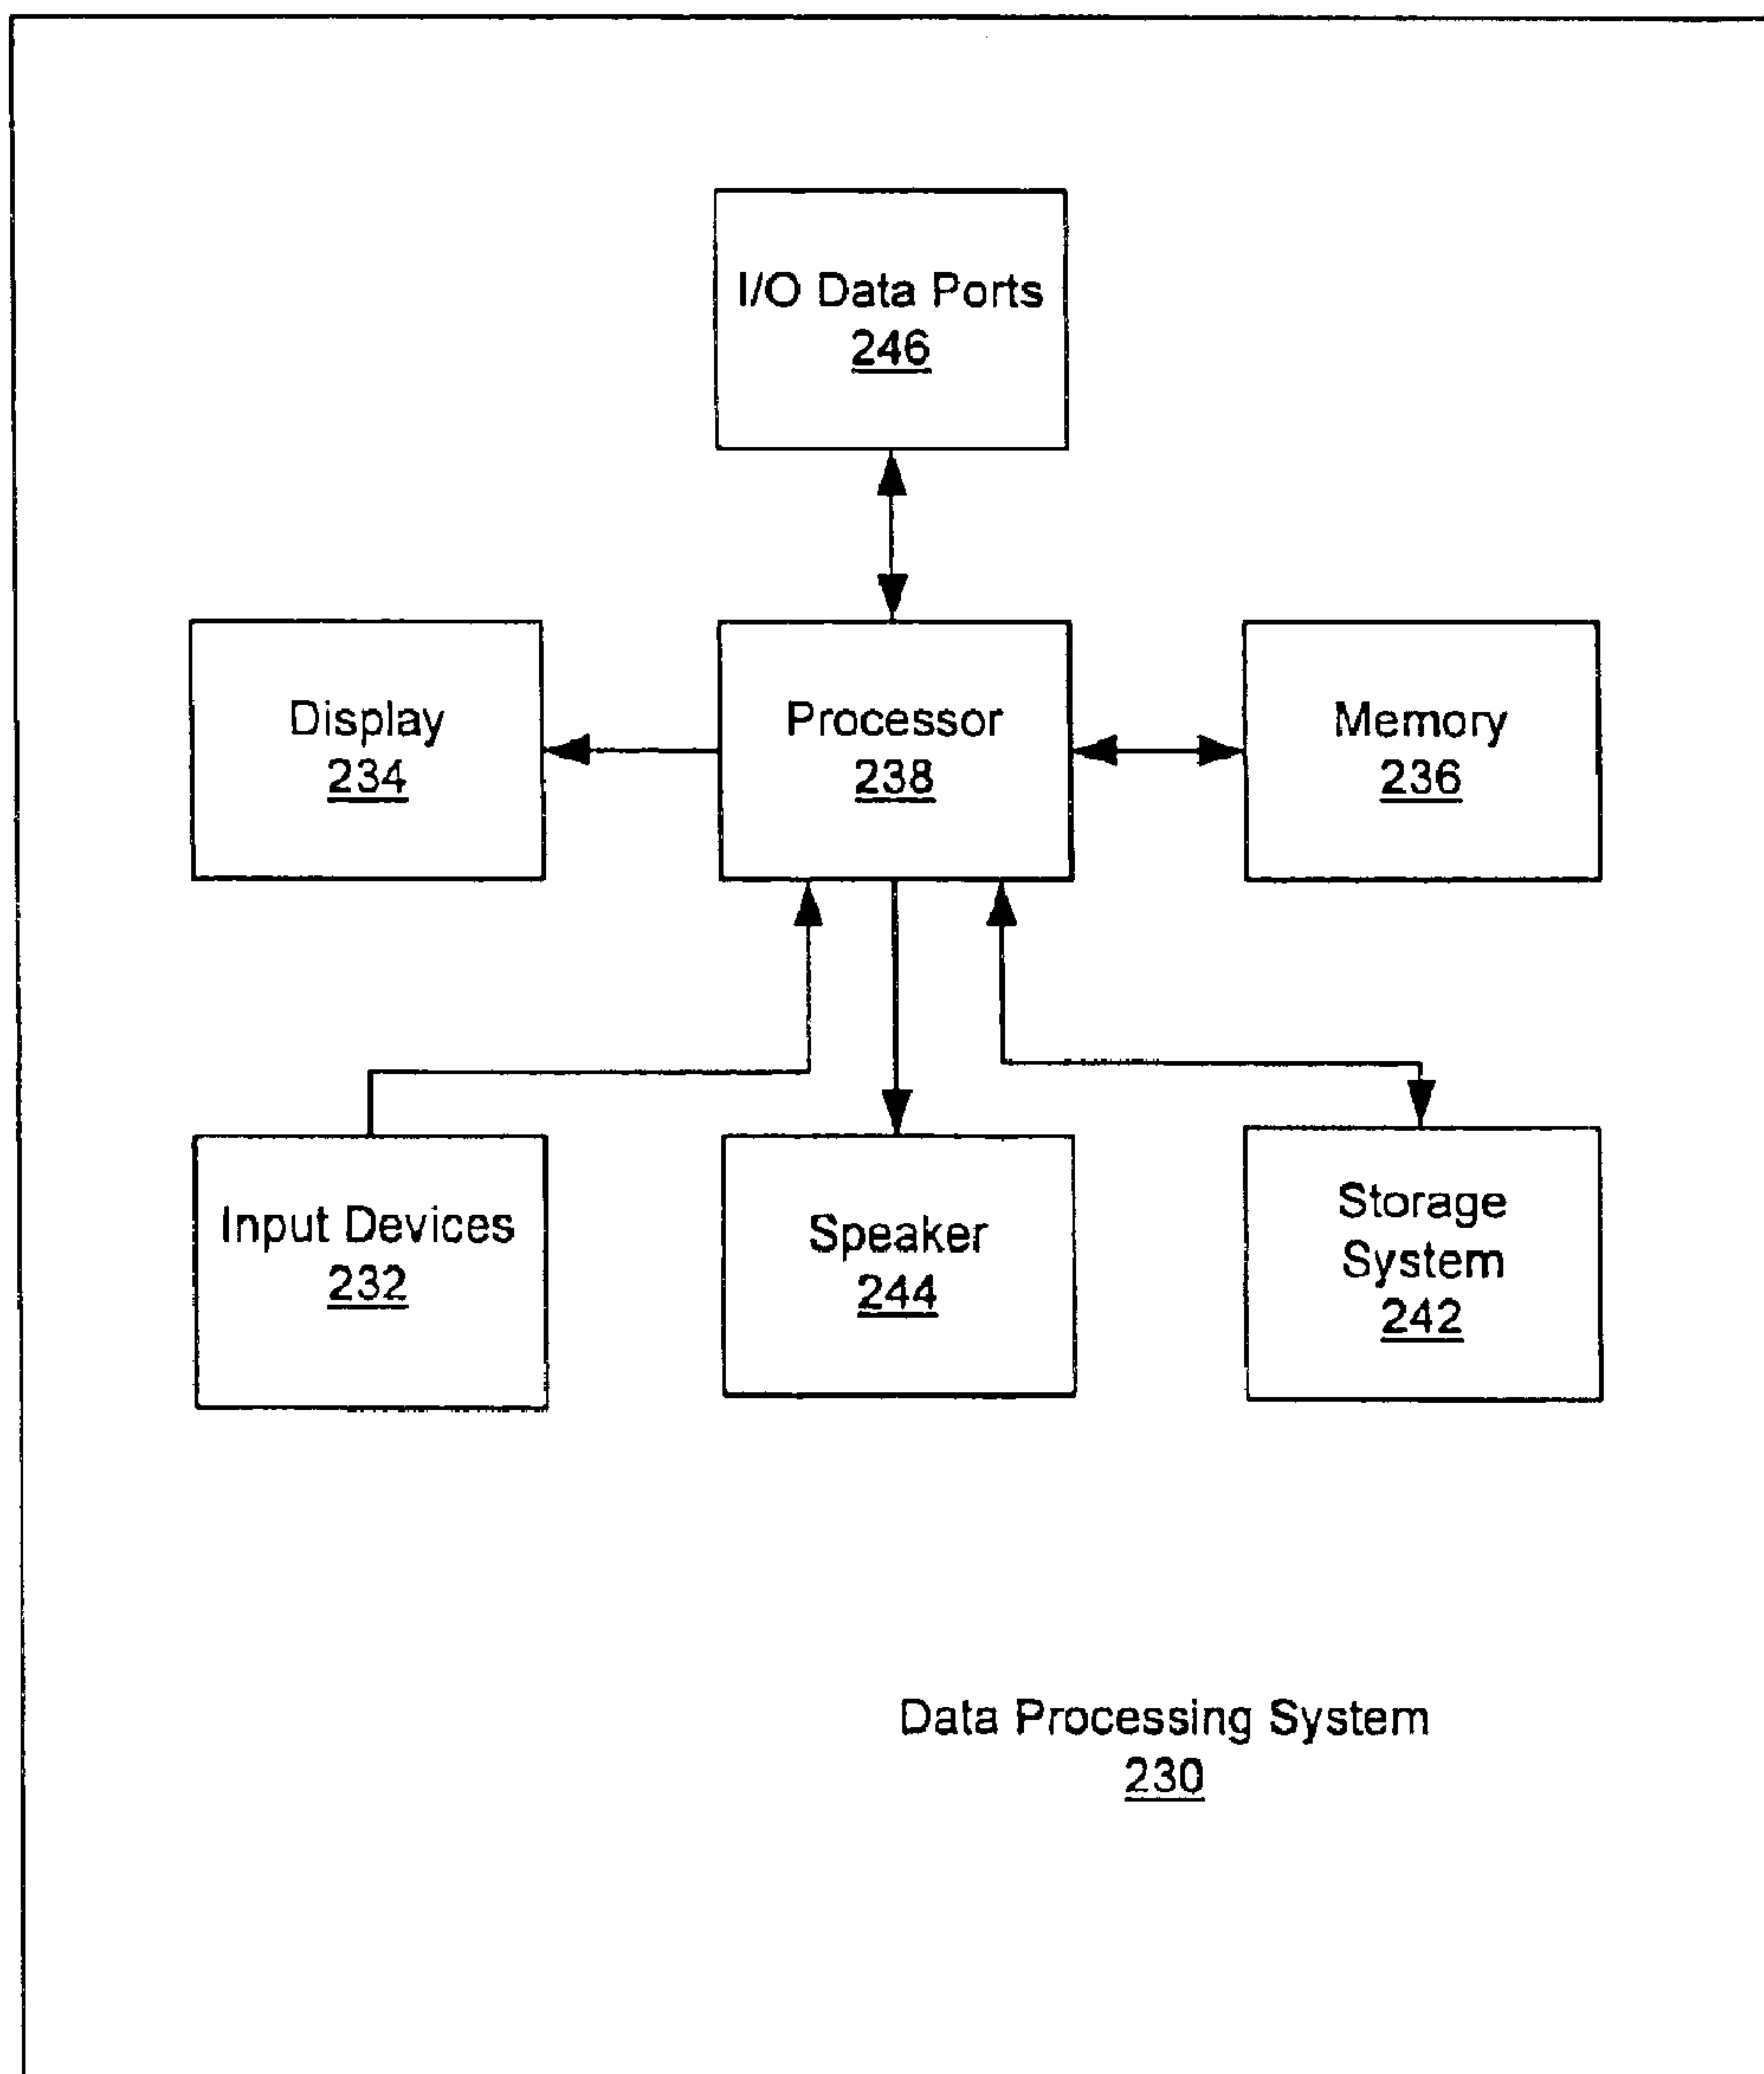 I/O Data Ports
246
Display
234
Processor
238
Memory
236
Input Devices
232
Speaker
244
Storage
System
242
Data Processing System
230